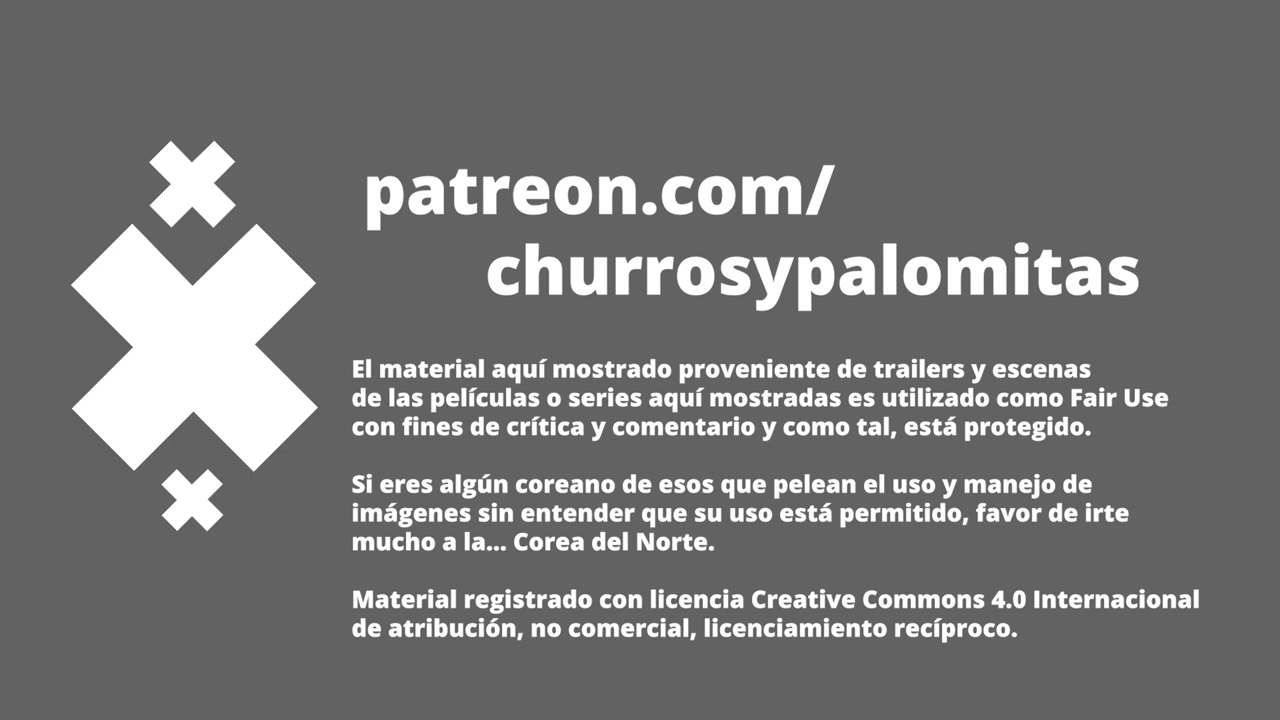 patreon.com/
churrosypalomitas
El material aquí mostrado proveniente de trailers y escenas
de las películas o series aquí mostradas es utilizado como Fair Use
con fines de crítica y comentario y como tal, está protegido.
Si eres algún coreano de esos que pelean el uso y manejo de
imágenes sin entender que su uso está permitido, favor de irte
mucho a la... Corea del Norte.
Material registrado con licencia Creative Commons 4.0 Internacional
de atribución, no comercial, licenciamiento recíproco.